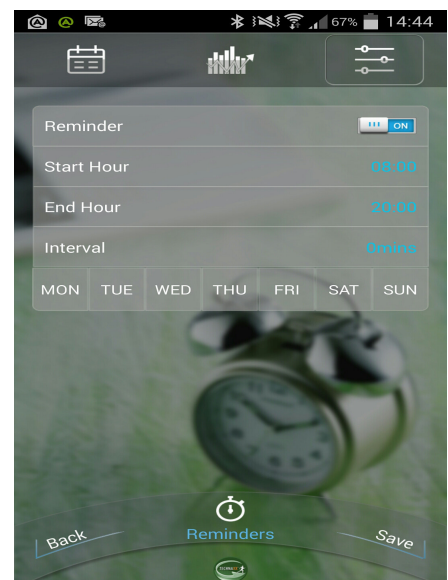 67% 14:44
Reminder ON
Start Hour 08:00
End Hour 20:00
Interval 0mins
MON TUE WED THU FRI SAT SUN
Back Reminders Save